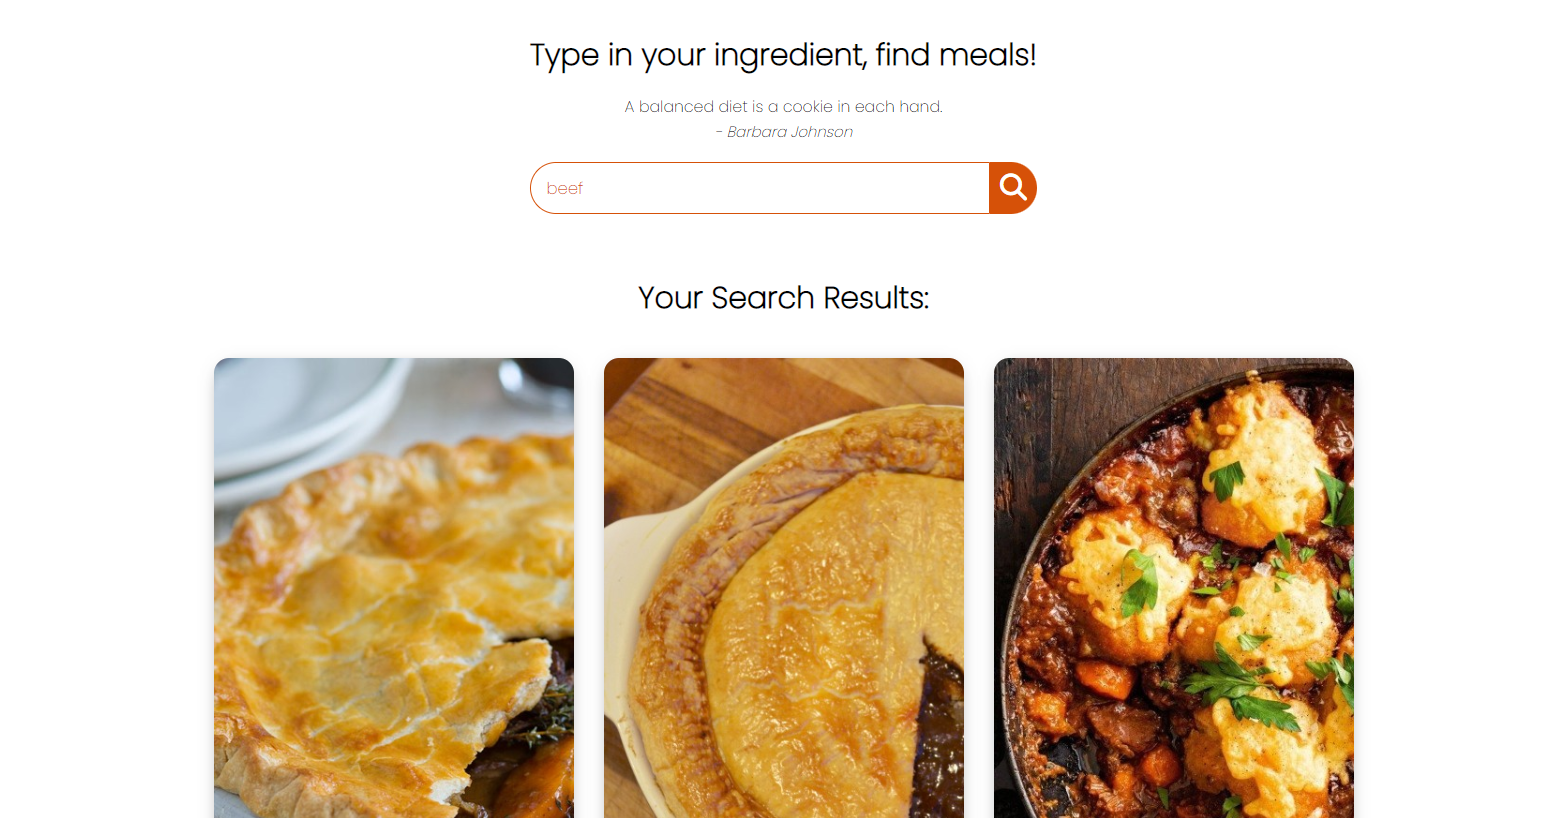 Type in your ingredient, find meals!
A balanced diet is a cookie in each hand.
- Barbara Johnson
beef
Your Search Results: